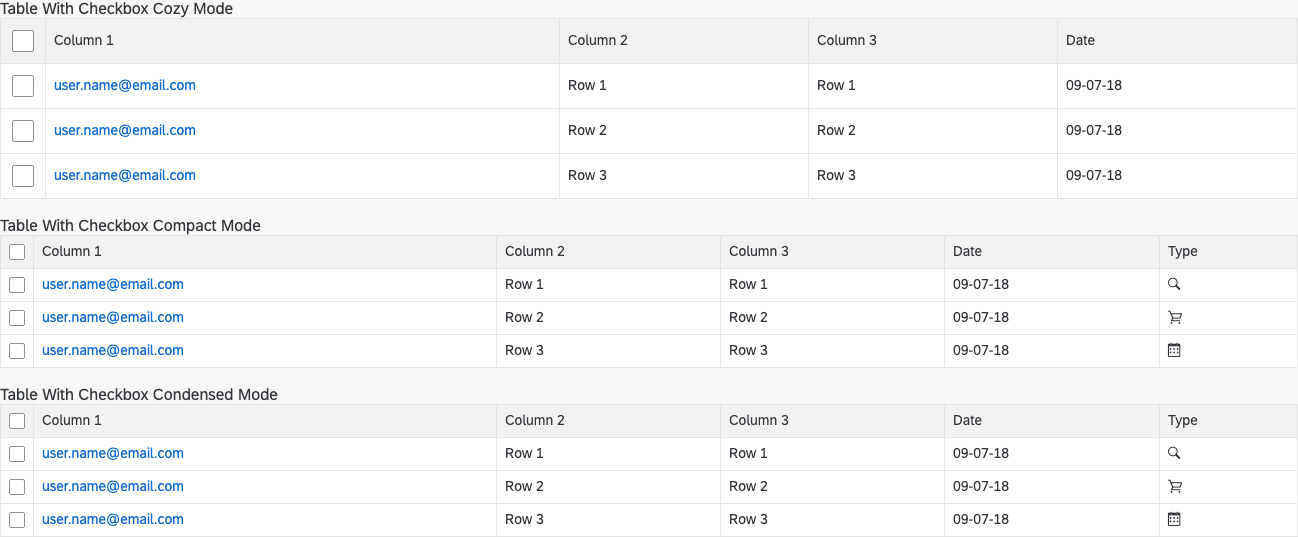 Table With Checkbox Cozy Mode
Column 1 Column 2 Column 3 Date
user.name@email.com Row 1 Row 1 09-07-18
user.name@email.com Row 2 Row 2 09-07-18
user.name@email.com Row 3 Row 3 09-07-18
Table With Checkbox Compact Mode
Column 1 Column 2 Column 3 Date Type
user.name@email.com Row 1 Row 1 09-07-18
user.name@email.com Row 2 Row 2 09-07-18
user.name@email.com Row 3 Row 3 09-07-18
Table With Checkbox Condensed Mode
Column 1 Column 2 Column 3 Date Type
user.name@email.com Row 1 Row 1 09-07-18
user.name@email.com Row 2 Row 2 09-07-18
user.name@email.com Row 3 Row 3 09-07-18